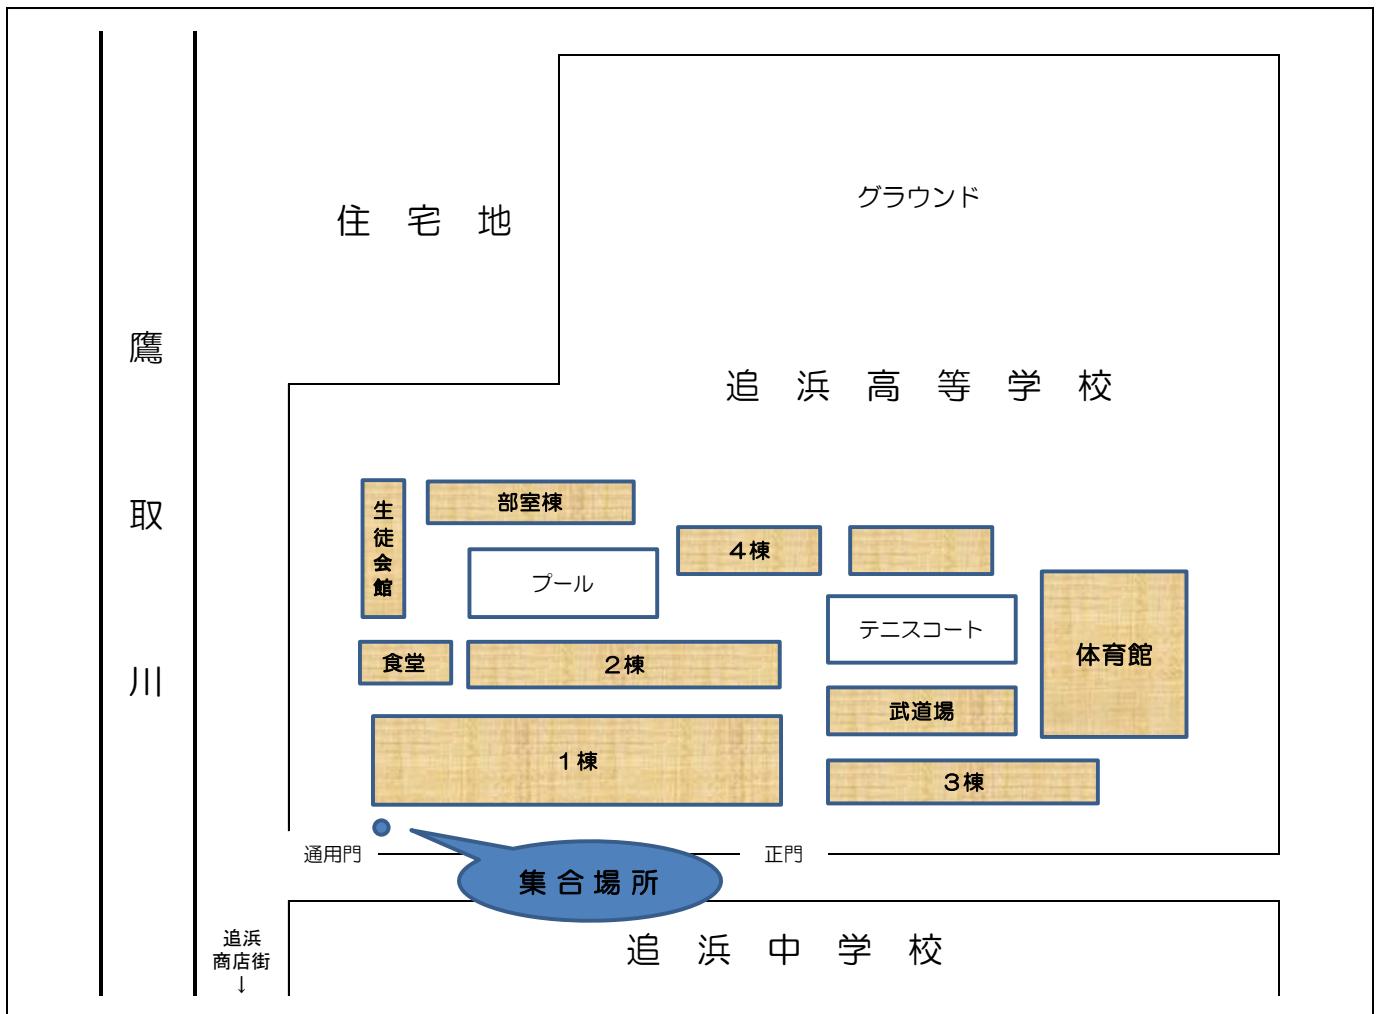 グラウンド
住宅地
鷹取川
追浜高等学校
生徒会館
部室棟
４棟
プール
テニスコート
体育館
食堂
２棟
武道場
１棟
３棟
通用門
正門
集合場所
追浜
商店街
↓
追浜中学校